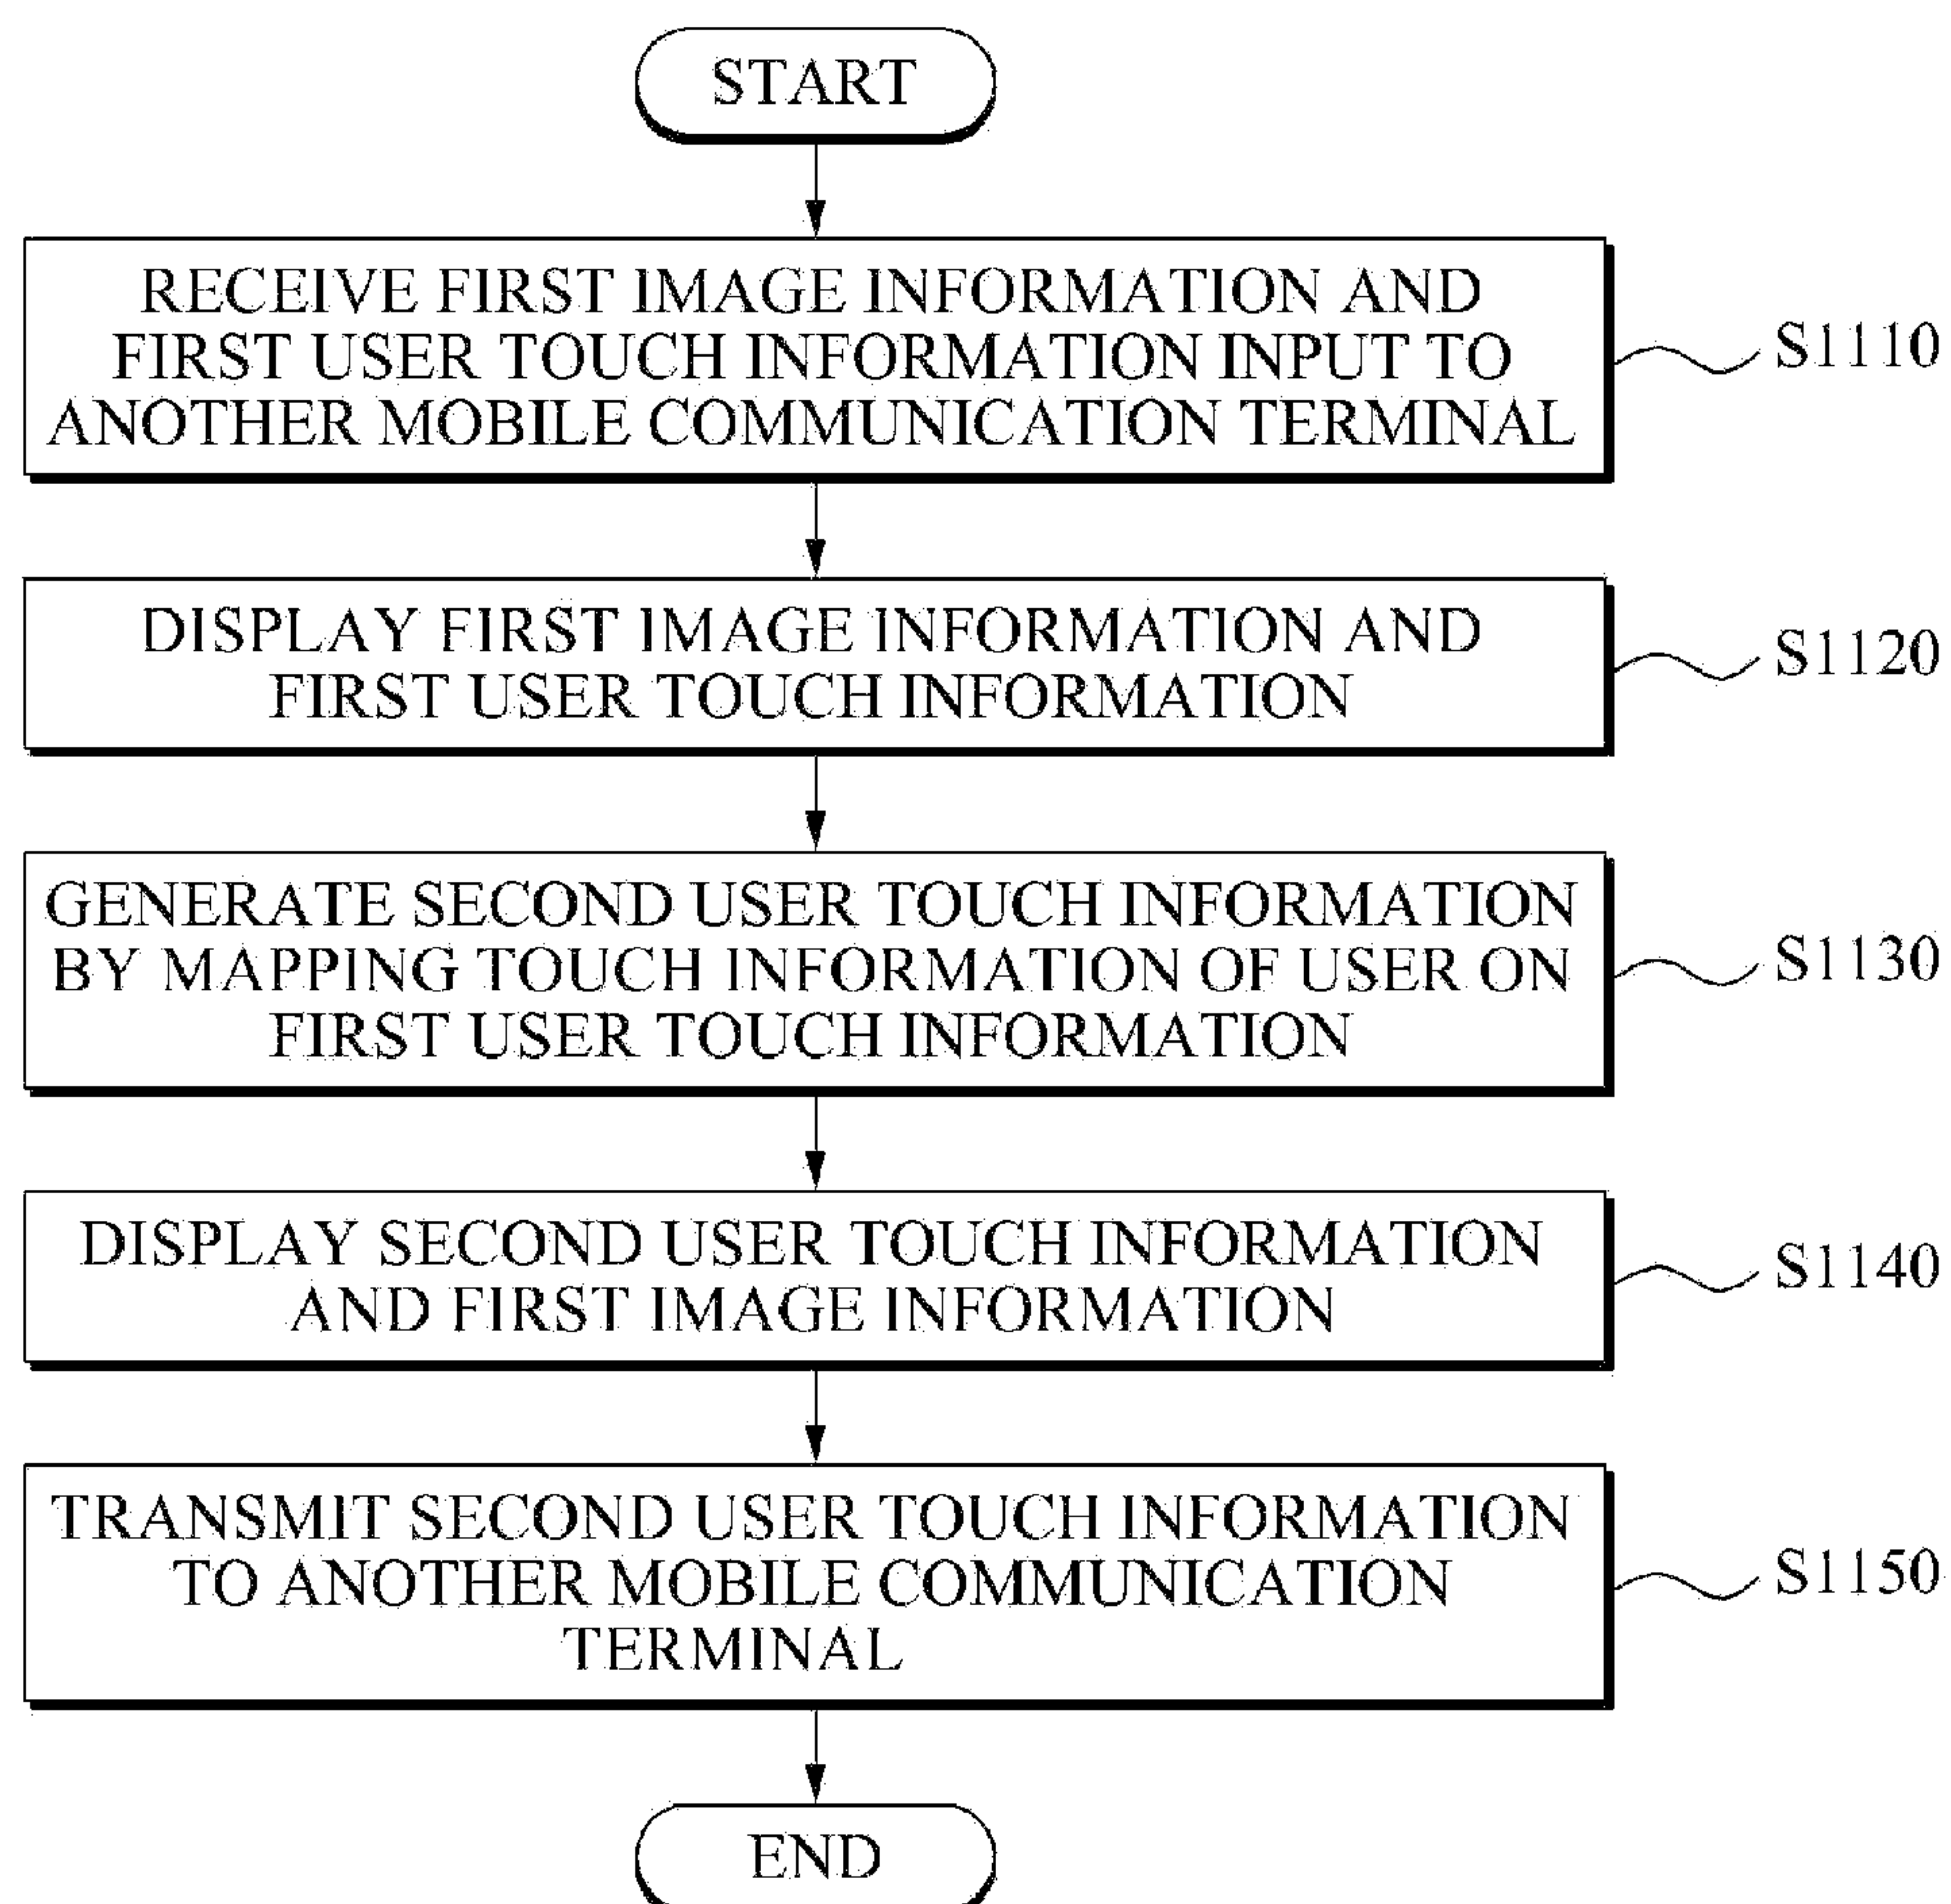 START
RECEIVE FIRST IMAGE INFORMATION AND
FIRST USER TOUCH INFORMATION INPUT TO
ANOTHER MOBILE COMMUNICATION TERMINAL
S1110
DISPLAY FIRST IMAGE INFORMATION AND
FIRST USER TOUCH INFORMATION
S1120
GENERATE SECOND USER TOUCH INFORMATION
BY MAPPING TOUCH INFORMATION OF USER ON
FIRST USER TOUCH INFORMATION
S1130
DISPLAY SECOND USER TOUCH INFORMATION
AND FIRST IMAGE INFORMATION
S1140
TRANSMIT SECOND USER TOUCH INFORMATION
TO ANOTHER MOBILE COMMUNICATION
TERMINAL
S1150
END